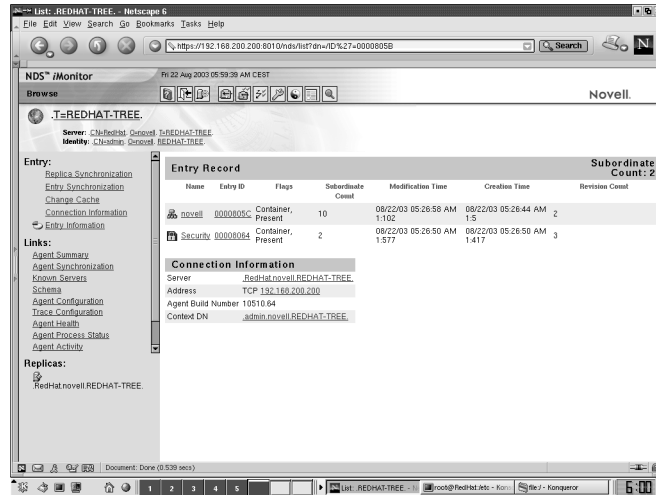 List: .REDHAT-TREE. - Netscape 6
File Edit View Search Go Bookmarks Tasks Help
https://192.168.200.200:8010/nds/list?dn=/ID%27=0000805B
Search
N
NDS™ iMonitor
Fri 22 Aug 2003 05:59:39 AM CEST
Browse
Novell.
.T=REDHAT-TREE.
Server: .CN=RedHat. O=novell. T=REDHAT-TREE.
Identity: .CN=admin. O=novell. REDHAT-TREE.
Entry:
Replica Synchronization
Entry Synchronization
Change Cache
Connection Information
Entry Information
Links:
Agent Summary
Agent Synchronization
Known Servers
Schema
Agent Configuration
Trace Configuration
Agent Health
Agent Process Status
Agent Activity
Replicas:
.RedHat.novell.REDHAT-TREE.
Entry Record
Subordinate Count: 2
Name Entry ID Flags Subordinate Count Modification Time Creation Time Revision Count
novell 0000805C Container, Present 10 08/22/03 05:26:58 AM 1:102 08/22/03 05:26:44 AM 1:5 2
Security 00008064 Container, Present 2 08/22/03 05:26:50 AM 1:577 08/22/03 05:26:50 AM 1:417 3
Connection Information
Server .RedHat.novell.REDHAT-TREE.
Address TCP 192.168.200.200
Agent Build Number 10510.64
Context DN .admin.novell.REDHAT-TREE.
Document: Done (0.539 secs)
1 2 3 4 5
List: .REDHAT-TREE. - N
root@RedHat:/etc - Kons
file:/ - Konqueror
6:00